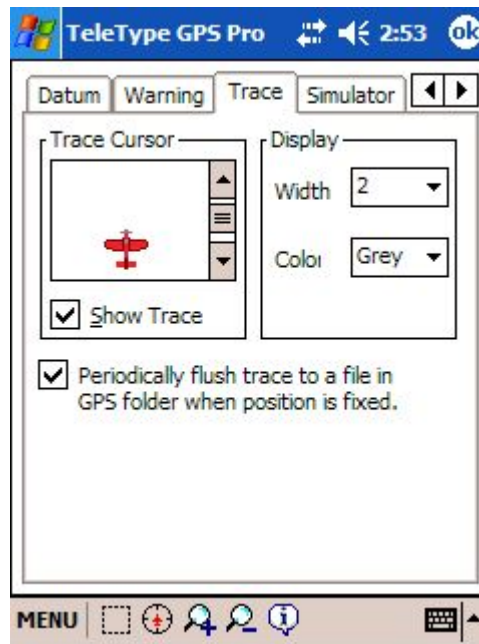 TeleType GPS Pro 2:53 ok
Datum Warning Trace Simulator
Trace Cursor Display
Width 2
Color Grey
Show Trace
Periodically flush trace to a file in
GPS folder when position is fixed.
MENU